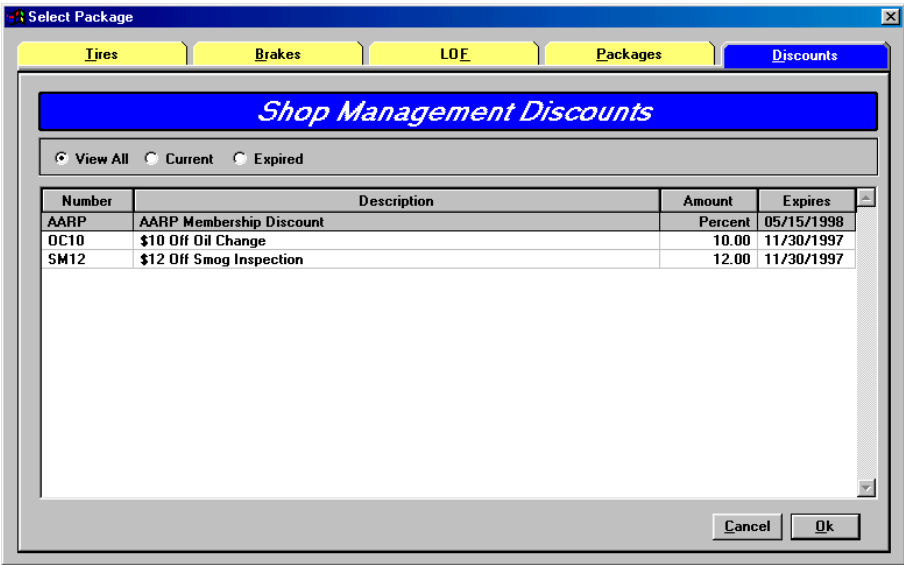 Select Package
Tires Brakes LOF Packages Discounts
Shop Management Discounts
View All Current Expired
Number Description Amount Expires
AARP AARP Membership Discount Percent 05/15/1998
OC10 $10 Off Oil Change 10.00 11/30/1997
SM12 $12 Off Smog Inspection 12.00 11/30/1997
Cancel Ok